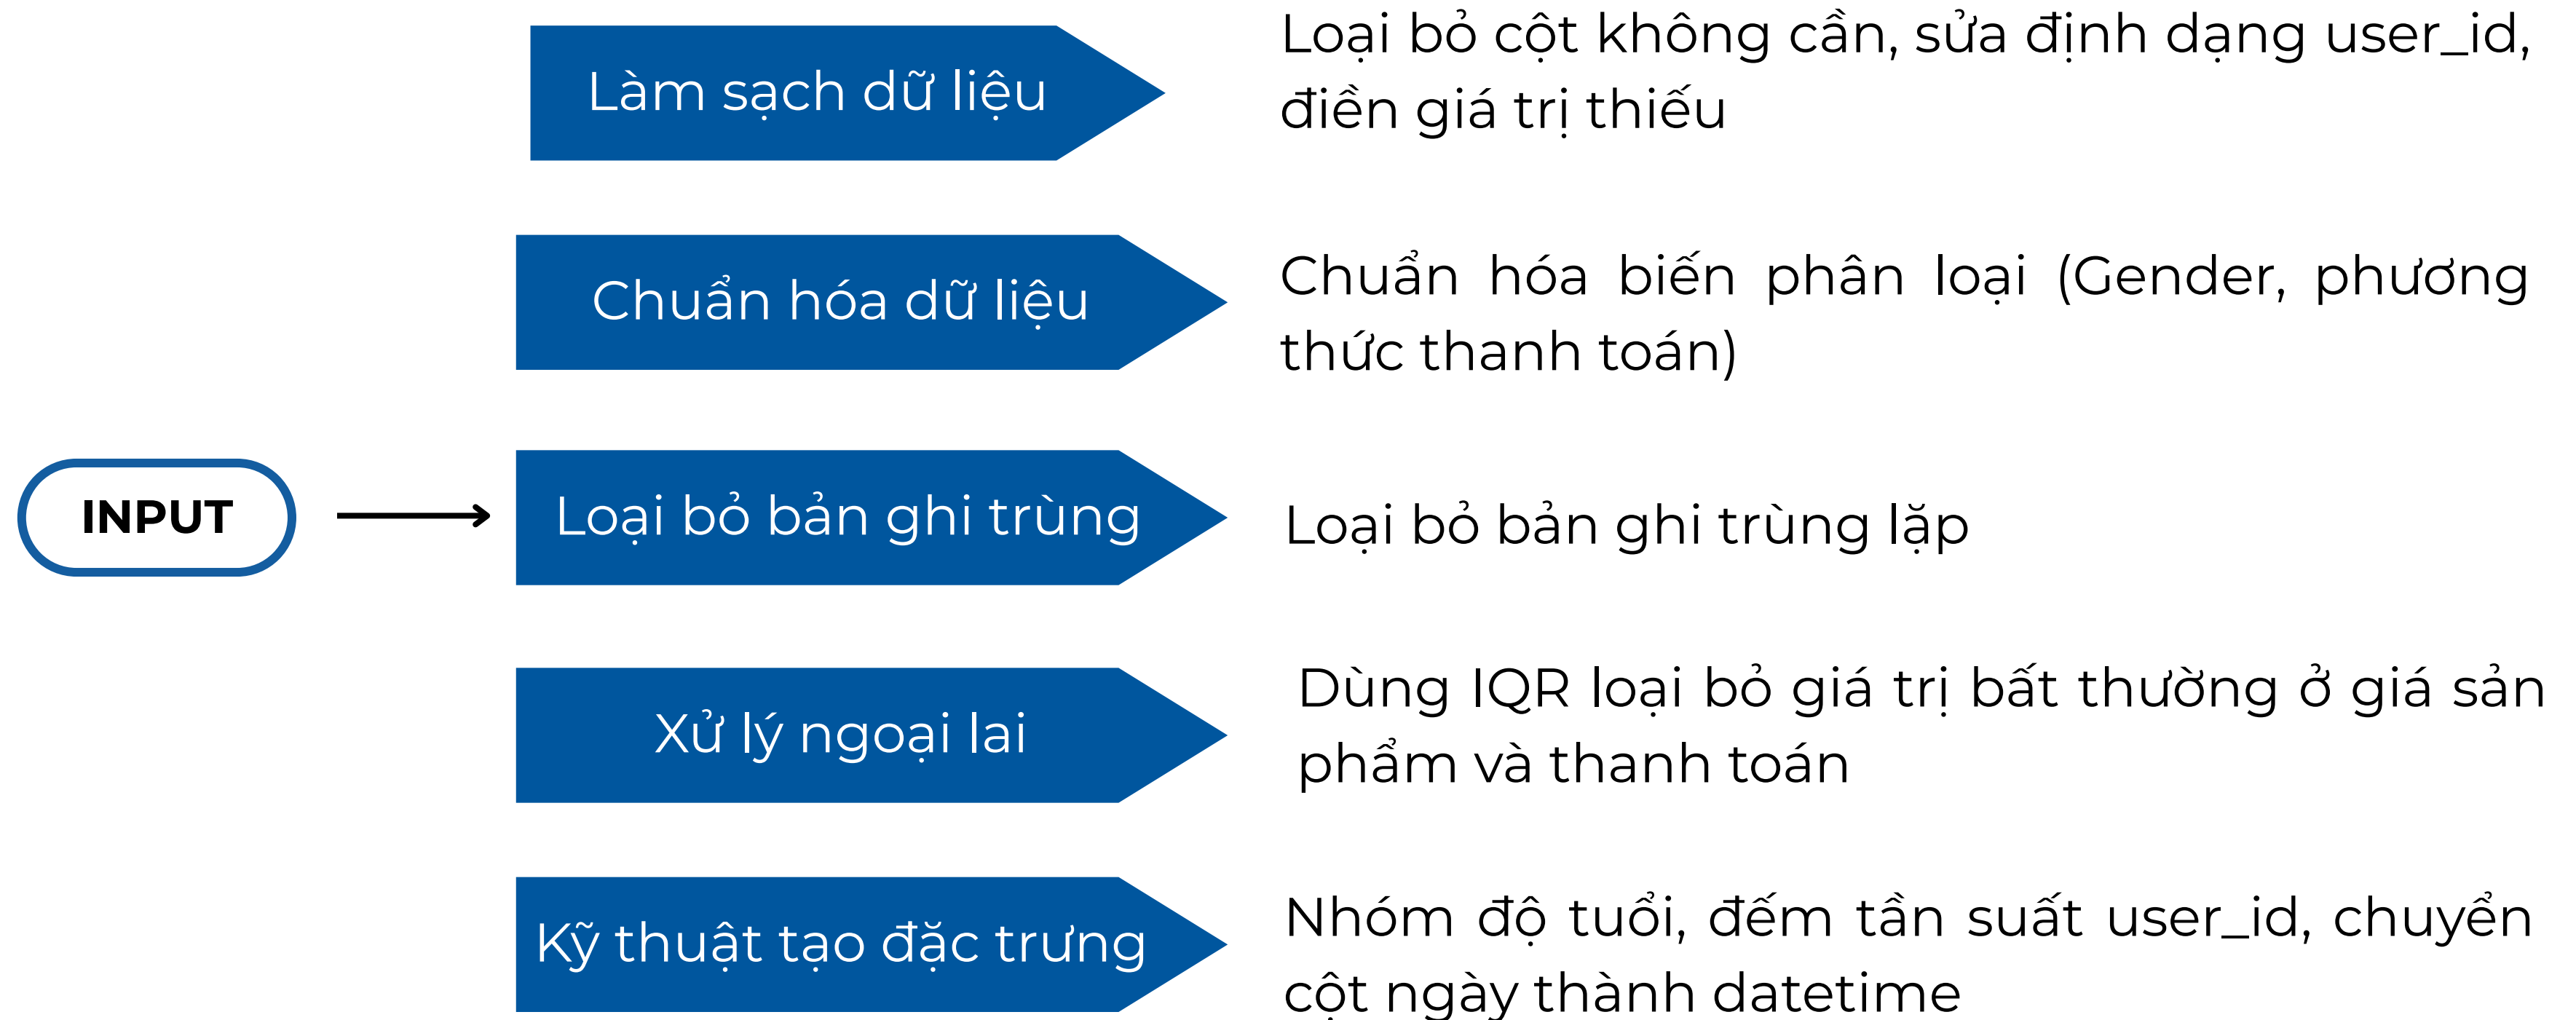 Làm sạch dữ liệu
Loại bỏ cột không cần, sửa định dạng user_id,
điền giá trị thiếu
Chuẩn hóa dữ liệu
Chuẩn hóa biến phân loại (Gender, phương
thức thanh toán)
INPUT
Loại bỏ bản ghi trùng
Loại bỏ bản ghi trùng lặp
Xử lý ngoại lai
Dùng IQR loại bỏ giá trị bất thường ở giá sản
phẩm và thanh toán
Kỹ thuật tạo đặc trưng
Nhóm độ tuổi, đếm tần suất user_id, chuyển
cột ngày thành datetime